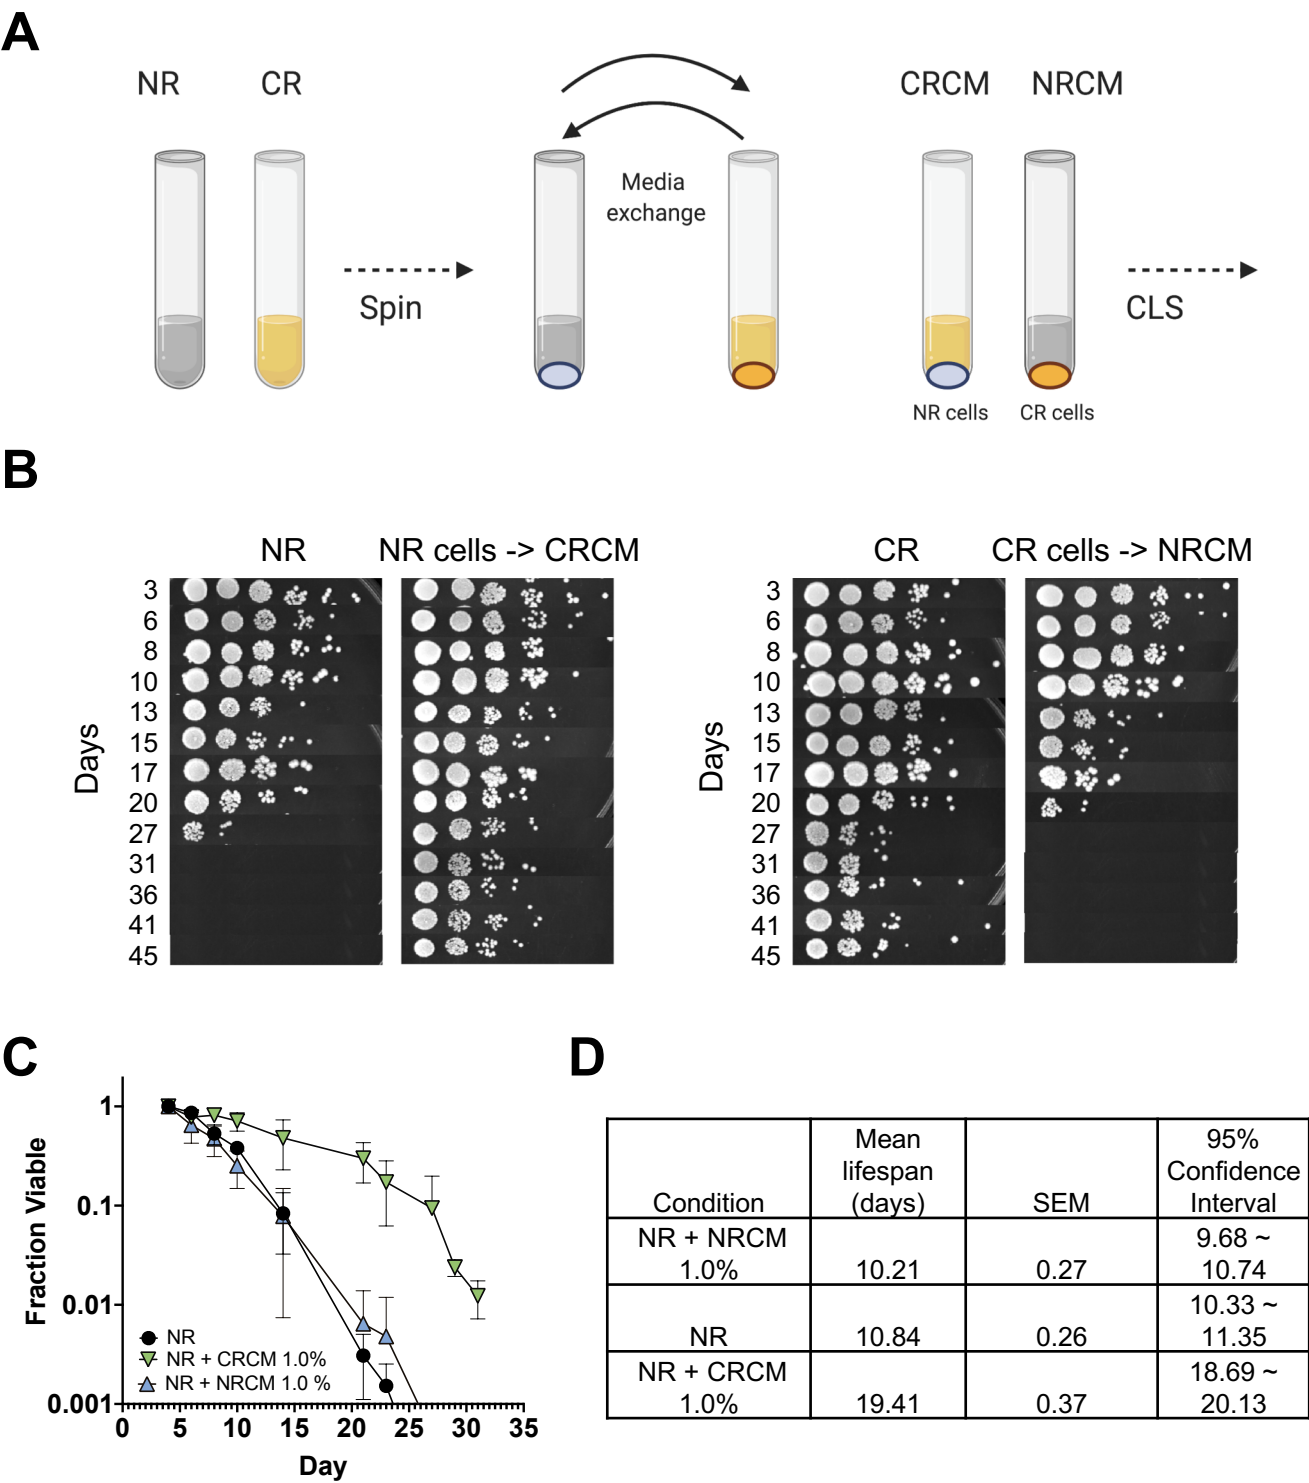 A
NR
CR
CRCM
NRCM
Media
exchange
Spin
CLS
NR cells
CR cells
B
NR
NR cells -> CRCM
CR
CR cells -> NRCM
Days
3
6
8
10
13
15
17
20
27
31
36
41
45
Days
3
6
8
10
13
15
17
20
27
31
36
41
45
C
Fraction Viable
1
0.1
0.01
0.001
NR
NR + CRCM 1.0%
NR + NRCM 1.0 %
0 5 10 15 20 25 30 35
Day
D
Condition
Mean
lifespan
(days)
SEM
95%
Confidence
Interval
NR + NRCM
1.0%
10.21
0.27
9.68 ~
10.74
NR
10.84
0.26
10.33 ~
11.35
NR + CRCM
1.0%
19.41
0.37
18.69 ~
20.13